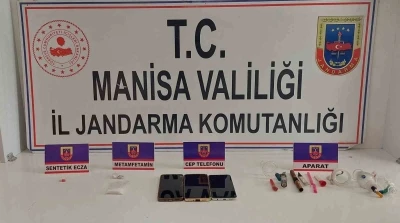 T.C.
MANİSA VALİLİĞİ
İL JANDARMA KOMUTANLIĞI
SENTETİK ECZA
METAMFETAMİN
CEP TELEFONU
APARAT